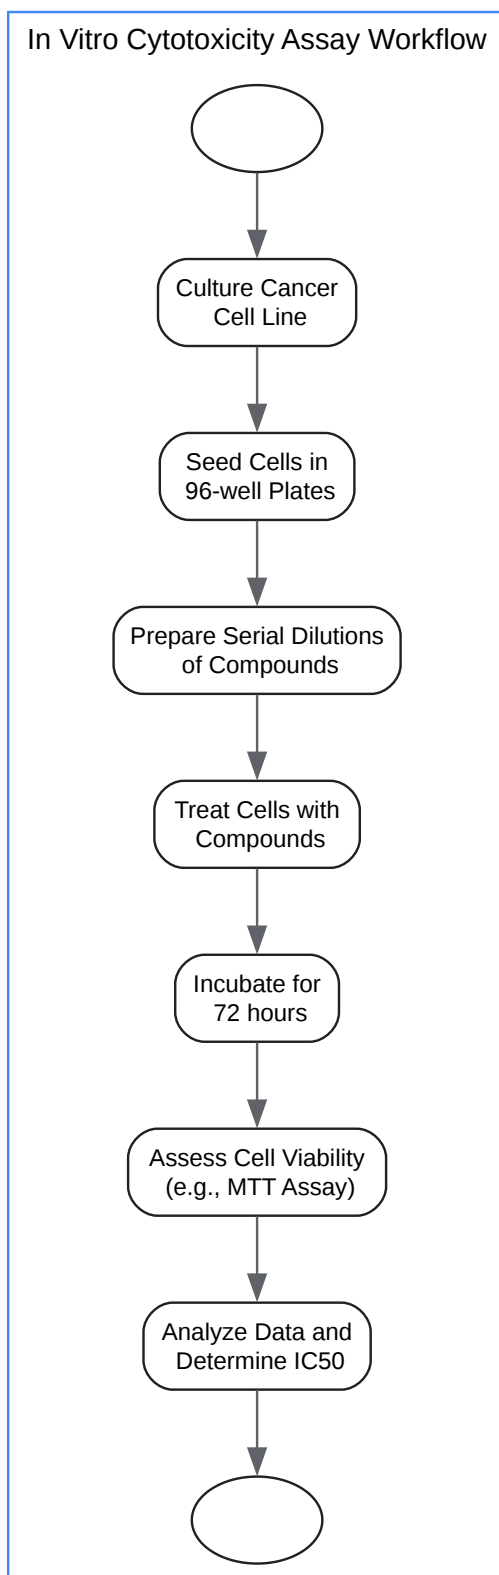 In Vitro Cytotoxicity Assay Workflow
Culture Cancer
Cell Line
Seed Cells in
96-well Plates
Prepare Serial Dilutions
of Compounds
Treat Cells with
Compounds
Incubate for
72 hours
Assess Cell Viability
(e.g., MTT Assay)
Analyze Data and
Determine IC50